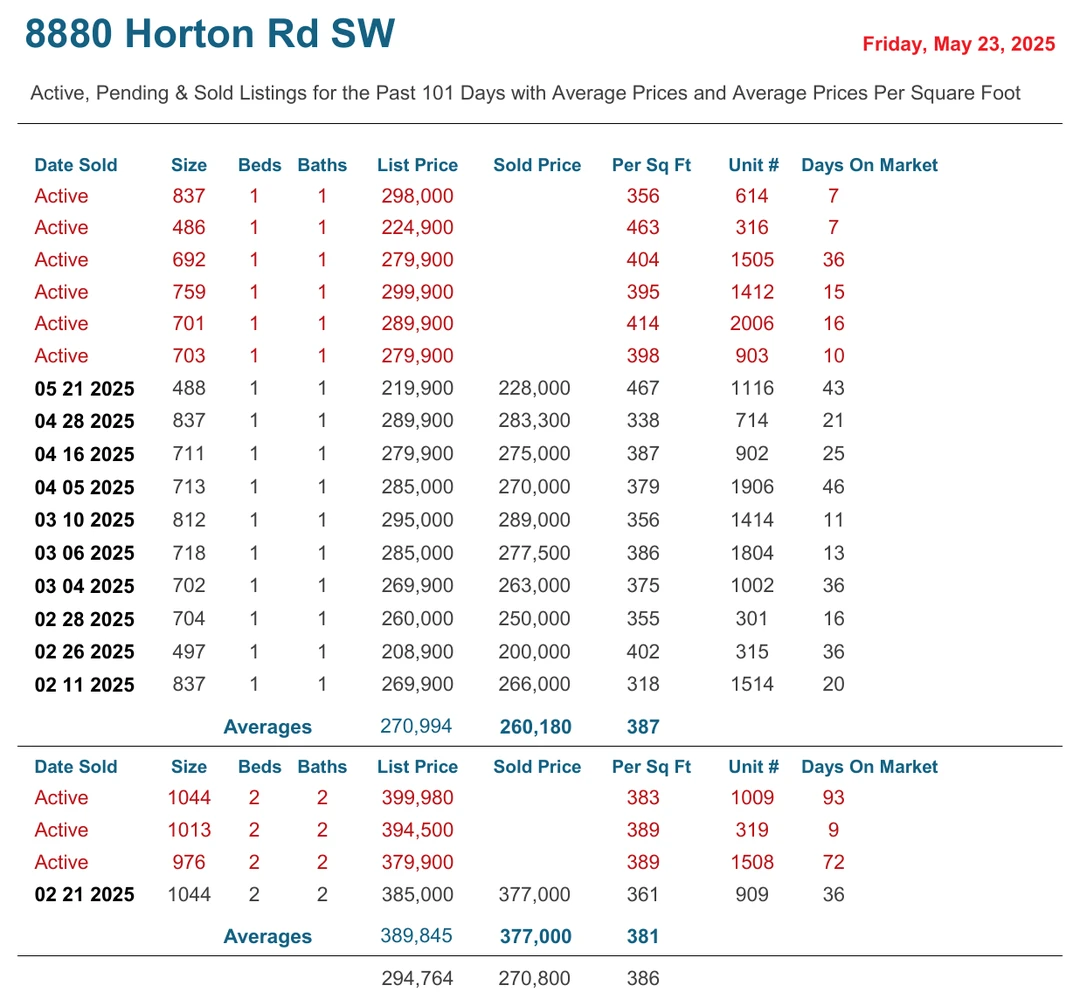 8880 Horton Rd SW
Friday, May 23, 2025
Active, Pending & Sold Listings for the Past 101 Days with Average Prices and Average Prices Per Square Foot
Date Sold Size Beds Baths List Price Sold Price Per Sq Ft Unit # Days On Market
Active 837 1 1 298,000 356 614 7
Active 486 1 1 224,900 463 316 7
Active 692 1 1 279,900 404 1505 36
Active 759 1 1 299,900 395 1412 15
Active 701 1 1 289,900 414 2006 16
Active 703 1 1 279,900 398 903 10
05 21 2025 488 1 1 219,900 228,000 467 1116 43
04 28 2025 837 1 1 289,900 283,300 338 714 21
04 16 2025 711 1 1 279,900 275,000 387 902 25
04 05 2025 713 1 1 285,000 270,000 379 1906 46
03 10 2025 812 1 1 295,000 289,000 356 1414 11
03 06 2025 718 1 1 285,000 277,500 386 1804 13
03 04 2025 702 1 1 269,900 263,000 375 1002 36
02 28 2025 704 1 1 260,000 250,000 355 301 16
02 26 2025 497 1 1 208,900 200,000 402 315 36
02 11 2025 837 1 1 269,900 266,000 318 1514 20
Averages 270,994 260,180 387
Date Sold Size Beds Baths List Price Sold Price Per Sq Ft Unit # Days On Market
Active 1044 2 2 399,980 383 1009 93
Active 1013 2 2 394,500 389 319 9
Active 976 2 2 379,900 389 1508 72
02 21 2025 1044 2 2 385,000 377,000 361 909 36
Averages 389,845 377,000 381
294,764 270,800 386